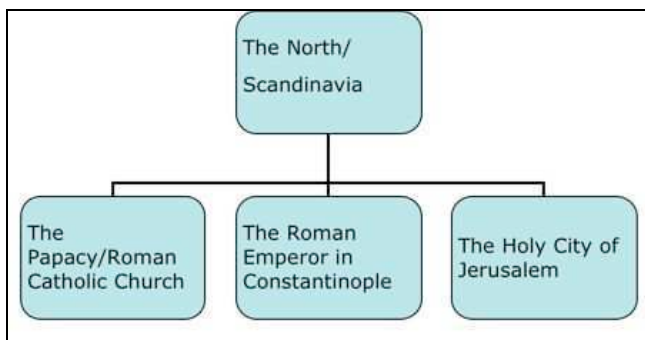 The North/
Scandinavia
The
Papacy/Roman
Catholic Church
The Roman
Emperor in
Constantinople
The Holy City of
Jerusalem